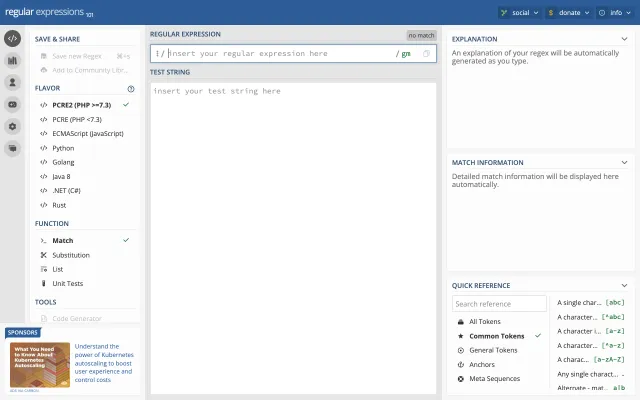 regular expressions 101
social
donate
info
SAVE & SHARE
Save new Regex... ⌘+s
Add to Community Libr...
FLAVOR
</> PCRE2 (PHP >=7.3)
</> PCRE (PHP <7.3)
</> ECMAScript (JavaScript)
</> Python
</> Golang
</> Java 8
</> .NET (C#)
</> Rust
FUNCTION
Match
Substitution
List
Unit Tests
TOOLS
Code Generator
SPONSORS
What You Need to Know About Kubernetes Autoscaling
Understand the
power of Kubernetes
autoscaling to boost
user experience and
control costs
REGULAR EXPRESSION
no match
/ insert your regular expression here / gm
TEST STRING
insert your test string here
EXPLANATION
An explanation of your regex will be automatically
generated as you type.
MATCH INFORMATION
Detailed match information will be displayed here
automatically.
QUICK REFERENCE
Search reference
All Tokens
Common Tokens
General Tokens
Anchors
Meta Sequences
A single char... [abc]
A character... [^abc]
A character i... [a-z]
A character... [^a-z]
A charac... [a-zA-Z]
Any single charact... .
Alternate - mat... a|b